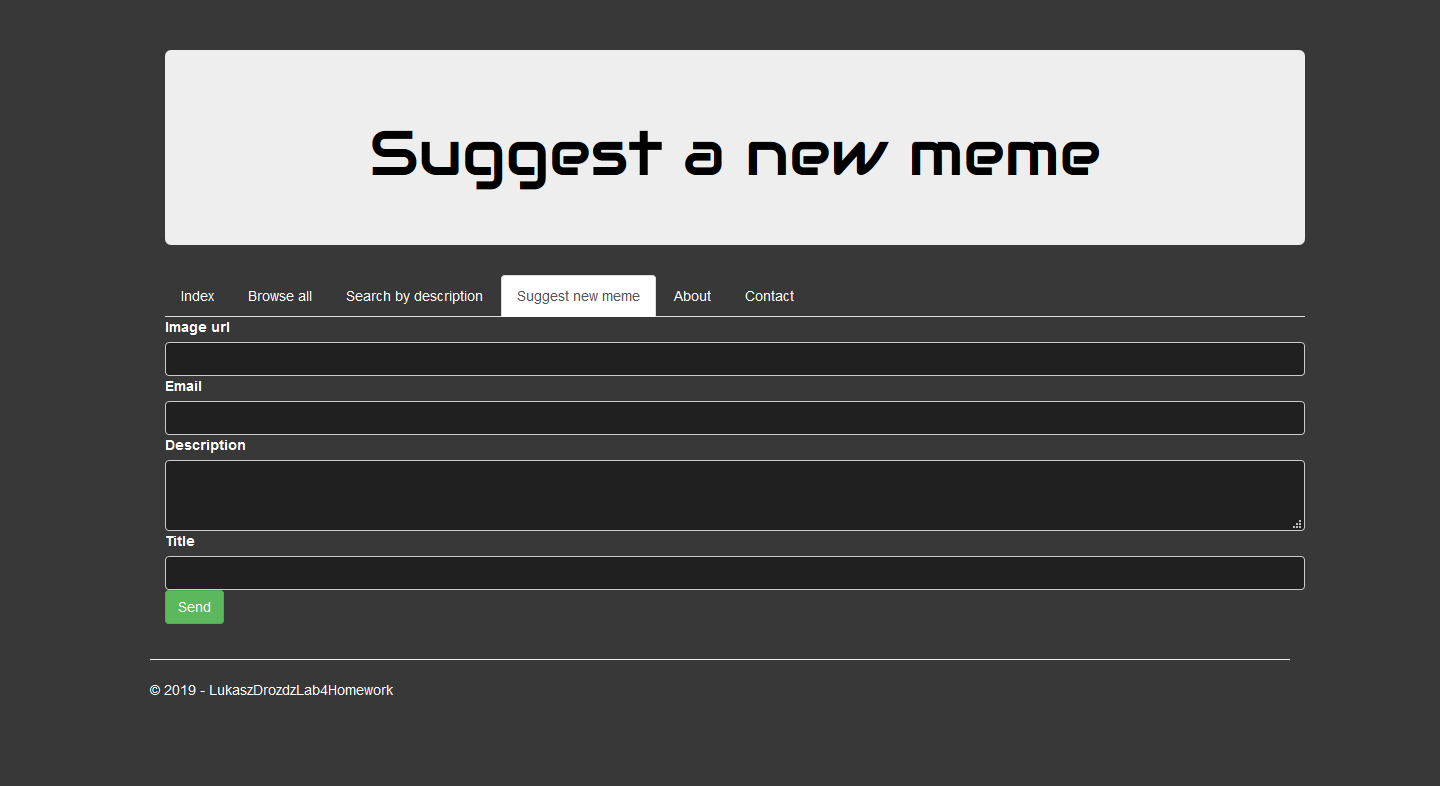 Suggest a new meme
Index Browse all Search by description Suggest new meme About Contact
Image url
Email
Description
Title
Send
© 2019 - LukaszDrozdzLab4Homework